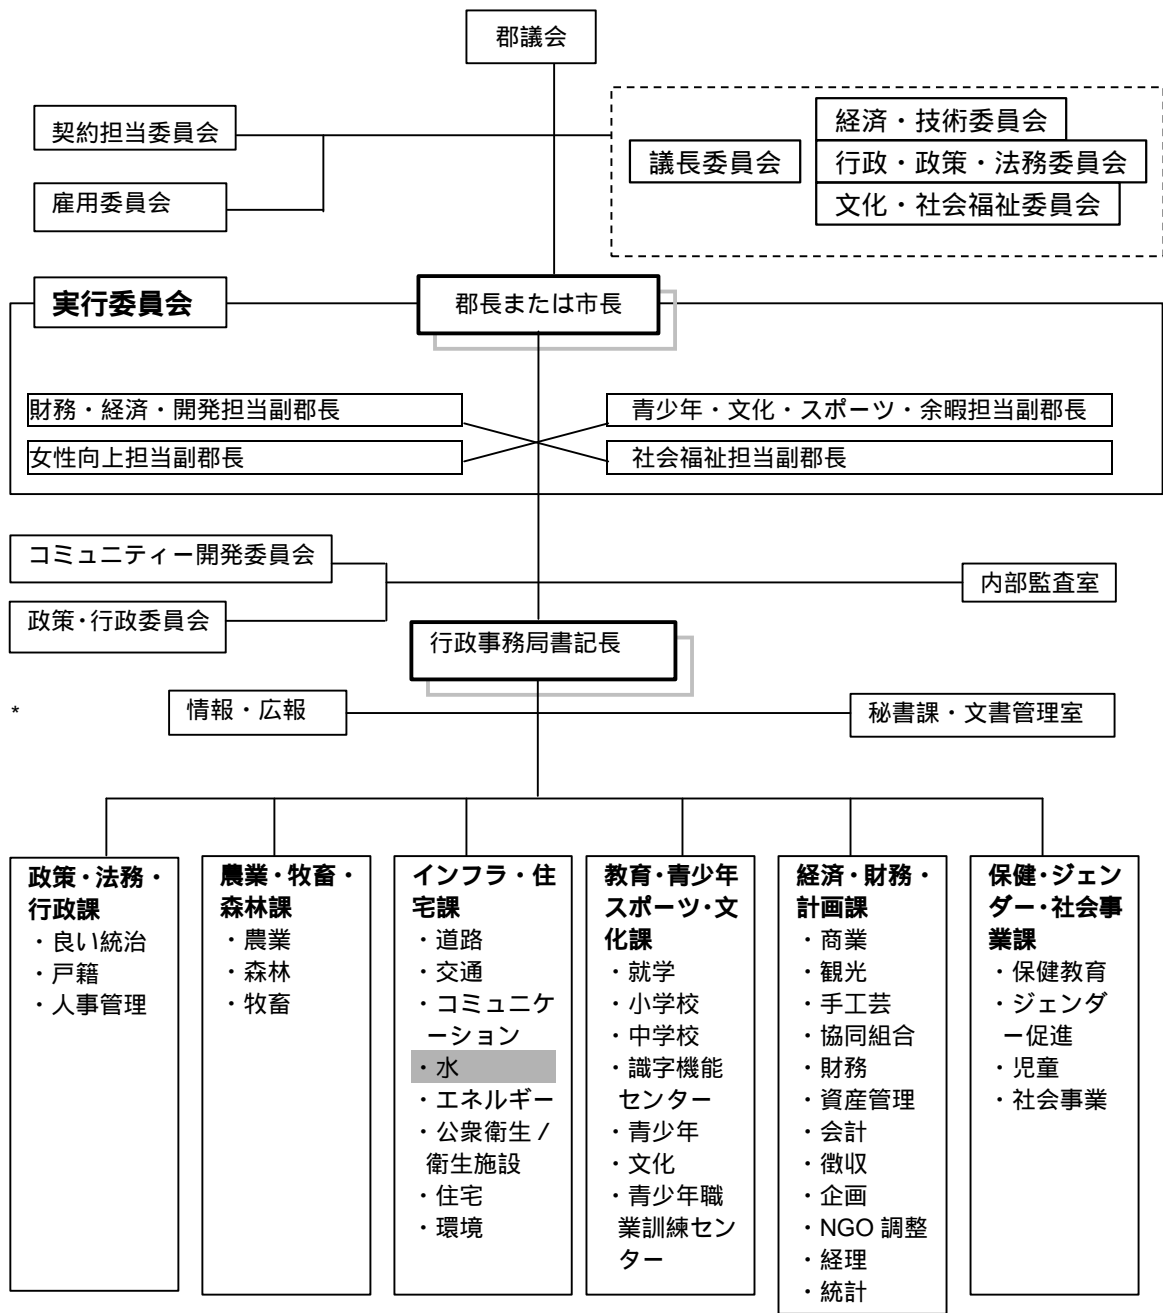 郡議会
契約担当委員会
雇用委員会
議長委員会
経済・技術委員会
行政・政策・法務委員会
文化・社会福祉委員会
実行委員会
郡長または市長
財務・経済・開発担当副郡長
青少年・文化・スポーツ・余暇担当副郡長
女性向上担当副郡長
社会福祉担当副郡長
コミュニティー開発委員会
内部監査室
政策・行政委員会
行政事務局書記長
*
情報・広報
秘書課・文書管理室
政策・法務・
行政課
・良い統治
・戸籍
・人事管理
農業・牧畜・
森林課
・農業
・森林
・牧畜
インフラ・住
宅課
・道路
・交通
・コミュニケ
ーション
・水
・エネルギー
・公衆衛生 /
衛生施設
・住宅
・環境
教育・青少年
スポーツ・文
化課
・就学
・小学校
・中学校
・識字機能
センター
・青少年
・文化
・青少年職
業訓練セン
ター
経済・財務・
計画課
・商業
・観光
・手工芸
・協同組合
・財務
・資産管理
・会計
・徴収
・企画
・NGO 調整
・経理
・統計
保健・ジェン
ダー・社会事
業課
・保健教育
・ジェンダ
ー促進
・児童
・社会事業